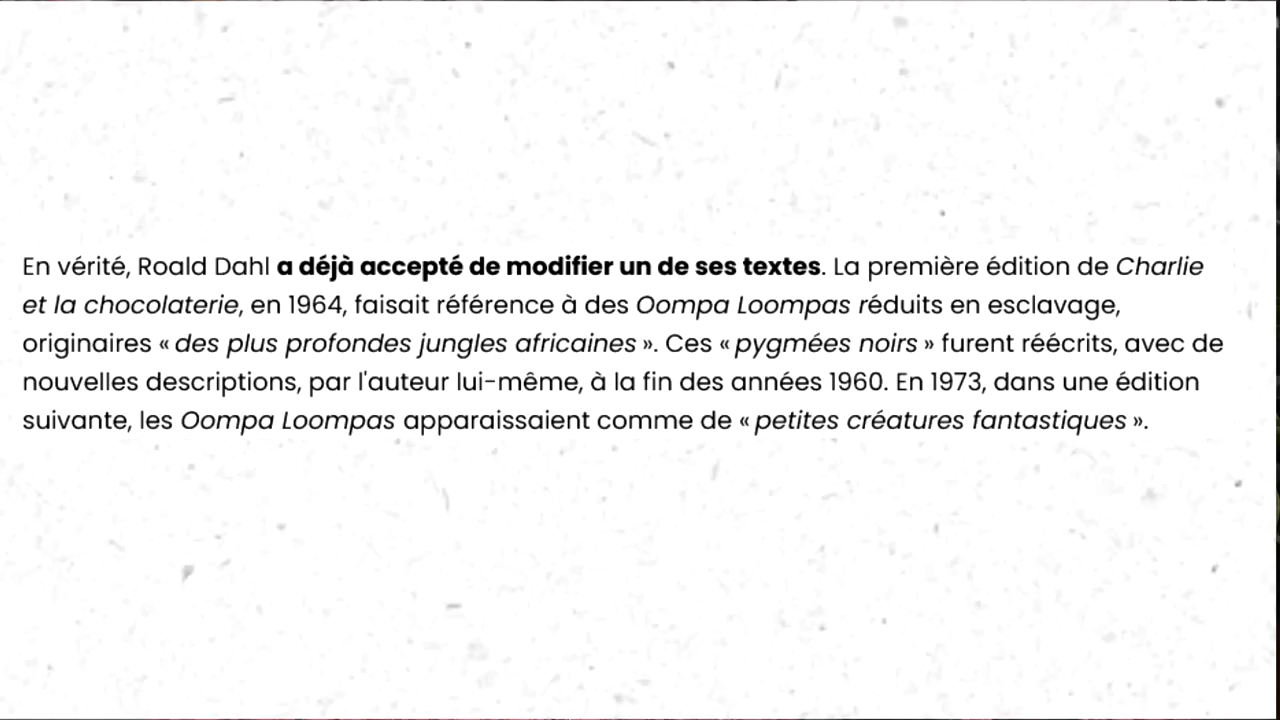 En vérité, Roald Dahl a déjà accepté de modifier un de ses textes. La première édition de Charlie
et la chocolaterie, en 1964, faisait référence à des Oompa Loompas réduits en esclavage,
originaires « des plus profondes jungles africaines ». Ces « pygmées noirs » furent réécrits, avec de
nouvelles descriptions, par l'auteur lui-même, à la fin des années 1960. En 1973, dans une édition
suivante, les Oompa Loompas apparaissaient comme de « petites créatures fantastiques ».